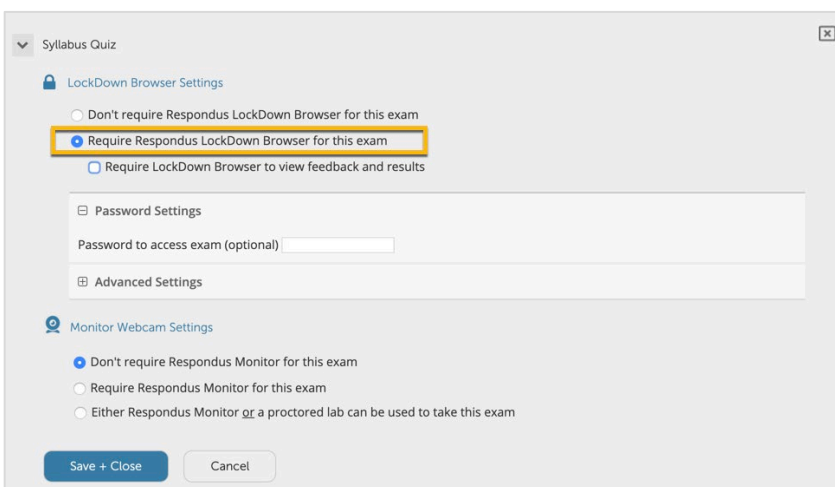 Syllabus Quiz
LockDown Browser Settings
Don't require Respondus LockDown Browser for this exam
Require Respondus LockDown Browser for this exam
Require LockDown Browser to view feedback and results
Password Settings
Password to access exam (optional)
Advanced Settings
Monitor Webcam Settings
Don't require Respondus Monitor for this exam
Require Respondus Monitor for this exam
Either Respondus Monitor or a proctored lab can be used to take this exam
Save + Close Cancel